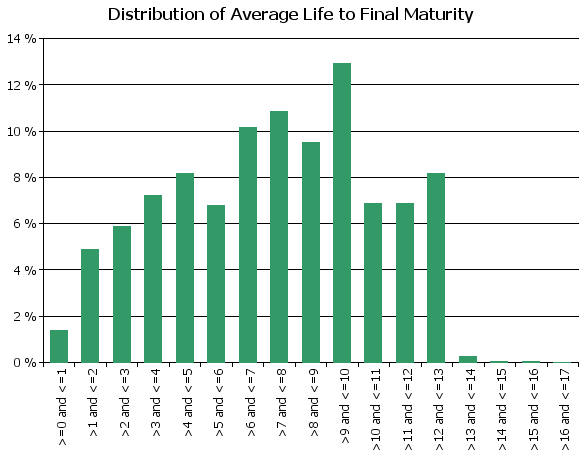 Distribution of Average Life to Final Maturity
14 %
12 %
10 %
8 %
6 %
4 %
2 %
0 %
>=0 and <=1
>1 and <=2
>2 and <=3
>3 and <=4
>4 and <=5
>5 and <=6
>6 and <=7
>7 and <=8
>8 and <=9
>9 and <=10
>10 and <=11
>11 and <=12
>12 and <=13
>13 and <=14
>14 and <=15
>15 and <=16
>16 and <=17